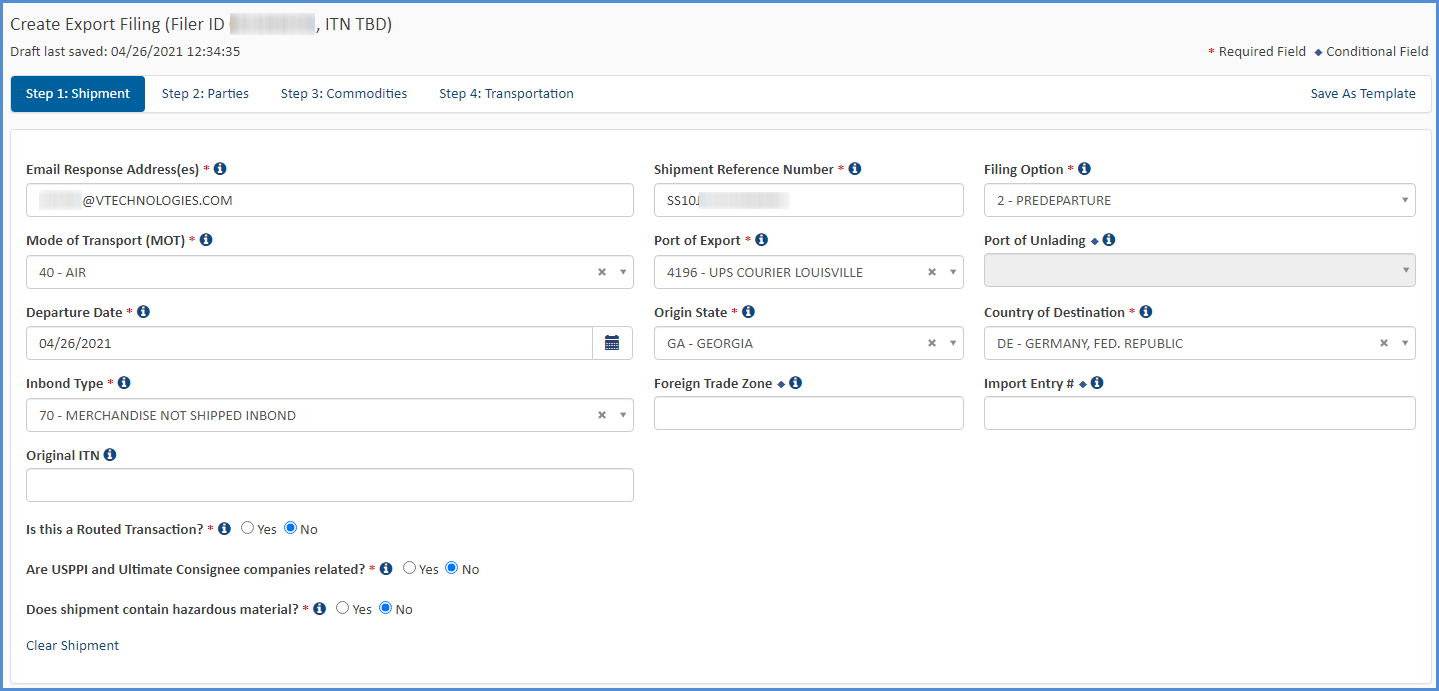 Create Export Filing (Filer ID , ITN TBD)
Draft last saved: 04/26/2021 12:34:35
* Required Field ◆ Conditional Field
Step 1: Shipment Step 2: Parties Step 3: Commodities Step 4: Transportation Save As Template
Email Response Address(es) * Shipment Reference Number * Filing Option *
@VTECHNOLOGIES.COM SS10J 2 - PREDEPARTURE
Mode of Transport (MOT) * Port of Export * Port of Unlading ◆
40 - AIR 4196 - UPS COURIER LOUISVILLE
Departure Date * Origin State * Country of Destination *
04/26/2021 GA - GEORGIA DE - GERMANY, FED. REPUBLIC
Inbond Type * Foreign Trade Zone ◆ Import Entry # ◆
70 - MERCHANDISE NOT SHIPPED INBOND
Original ITN
Is this a Routed Transaction? * Yes No
Are USPPI and Ultimate Consignee companies related? * Yes No
Does shipment contain hazardous material? * Yes No
Clear Shipment